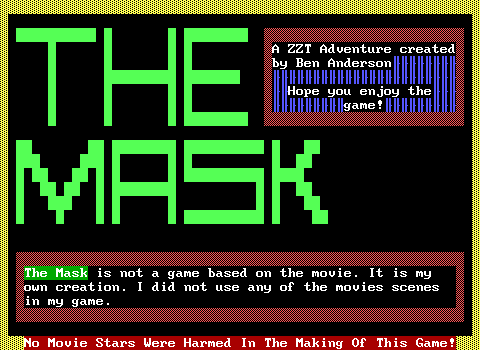 THE
MASK
A ZZT Adventure created
by Ben Anderson
Hope you enjoy the
game!
The Mask is not a game based on the movie. It is my
own creation. I did not use any of the movies scenes
in my game.
No Movie Stars Were Harmed In The Making Of This Game!